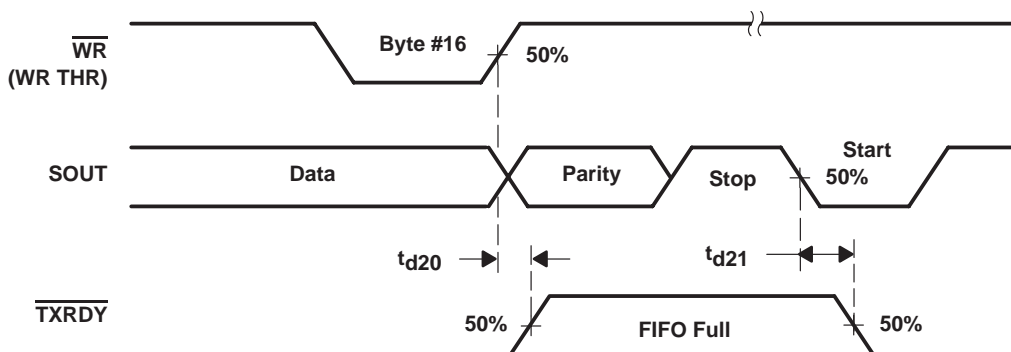 WR
(WR THR)
Byte #16
50%
SOUT
Data
Parity
Stop
Start
50%
td20
td21
TXRDY
50%
FIFO Full
50%